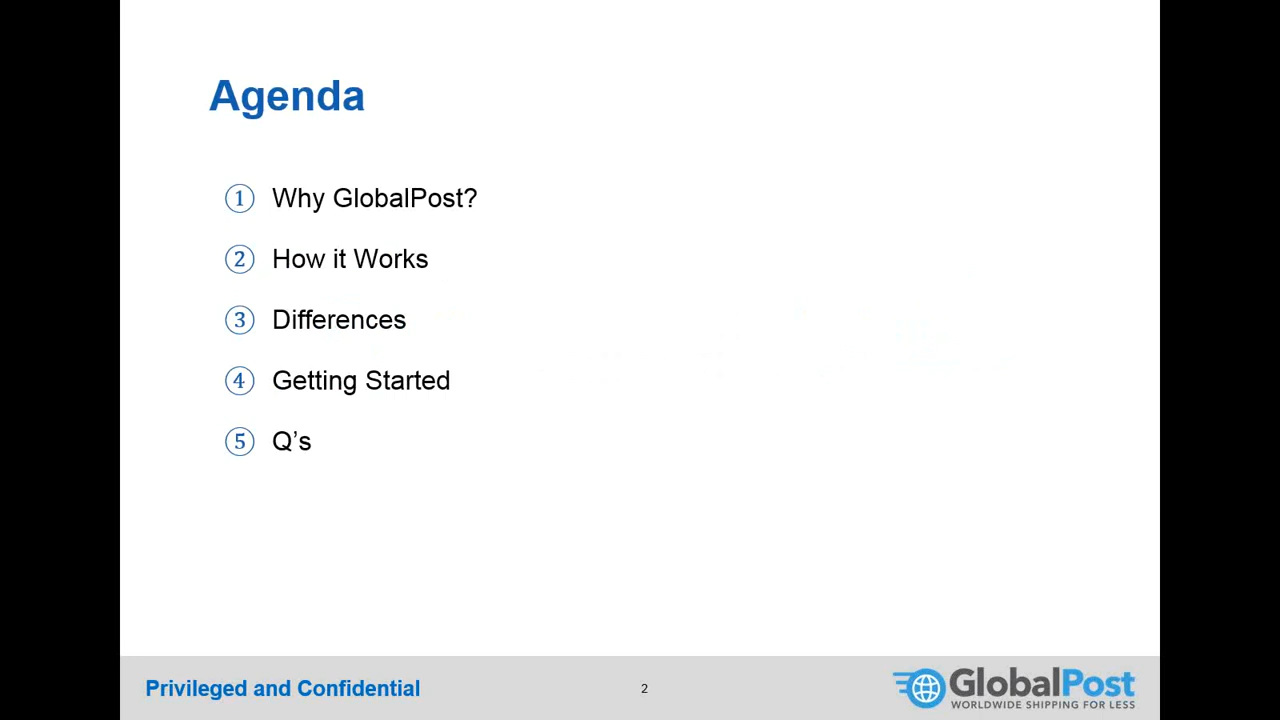 Agenda
① Why GlobalPost?
② How it Works
③ Differences
④ Getting Started
⑤ Q’s
Privileged and Confidential
2
GlobalPost
WORLDWIDE SHIPPING FOR LESS